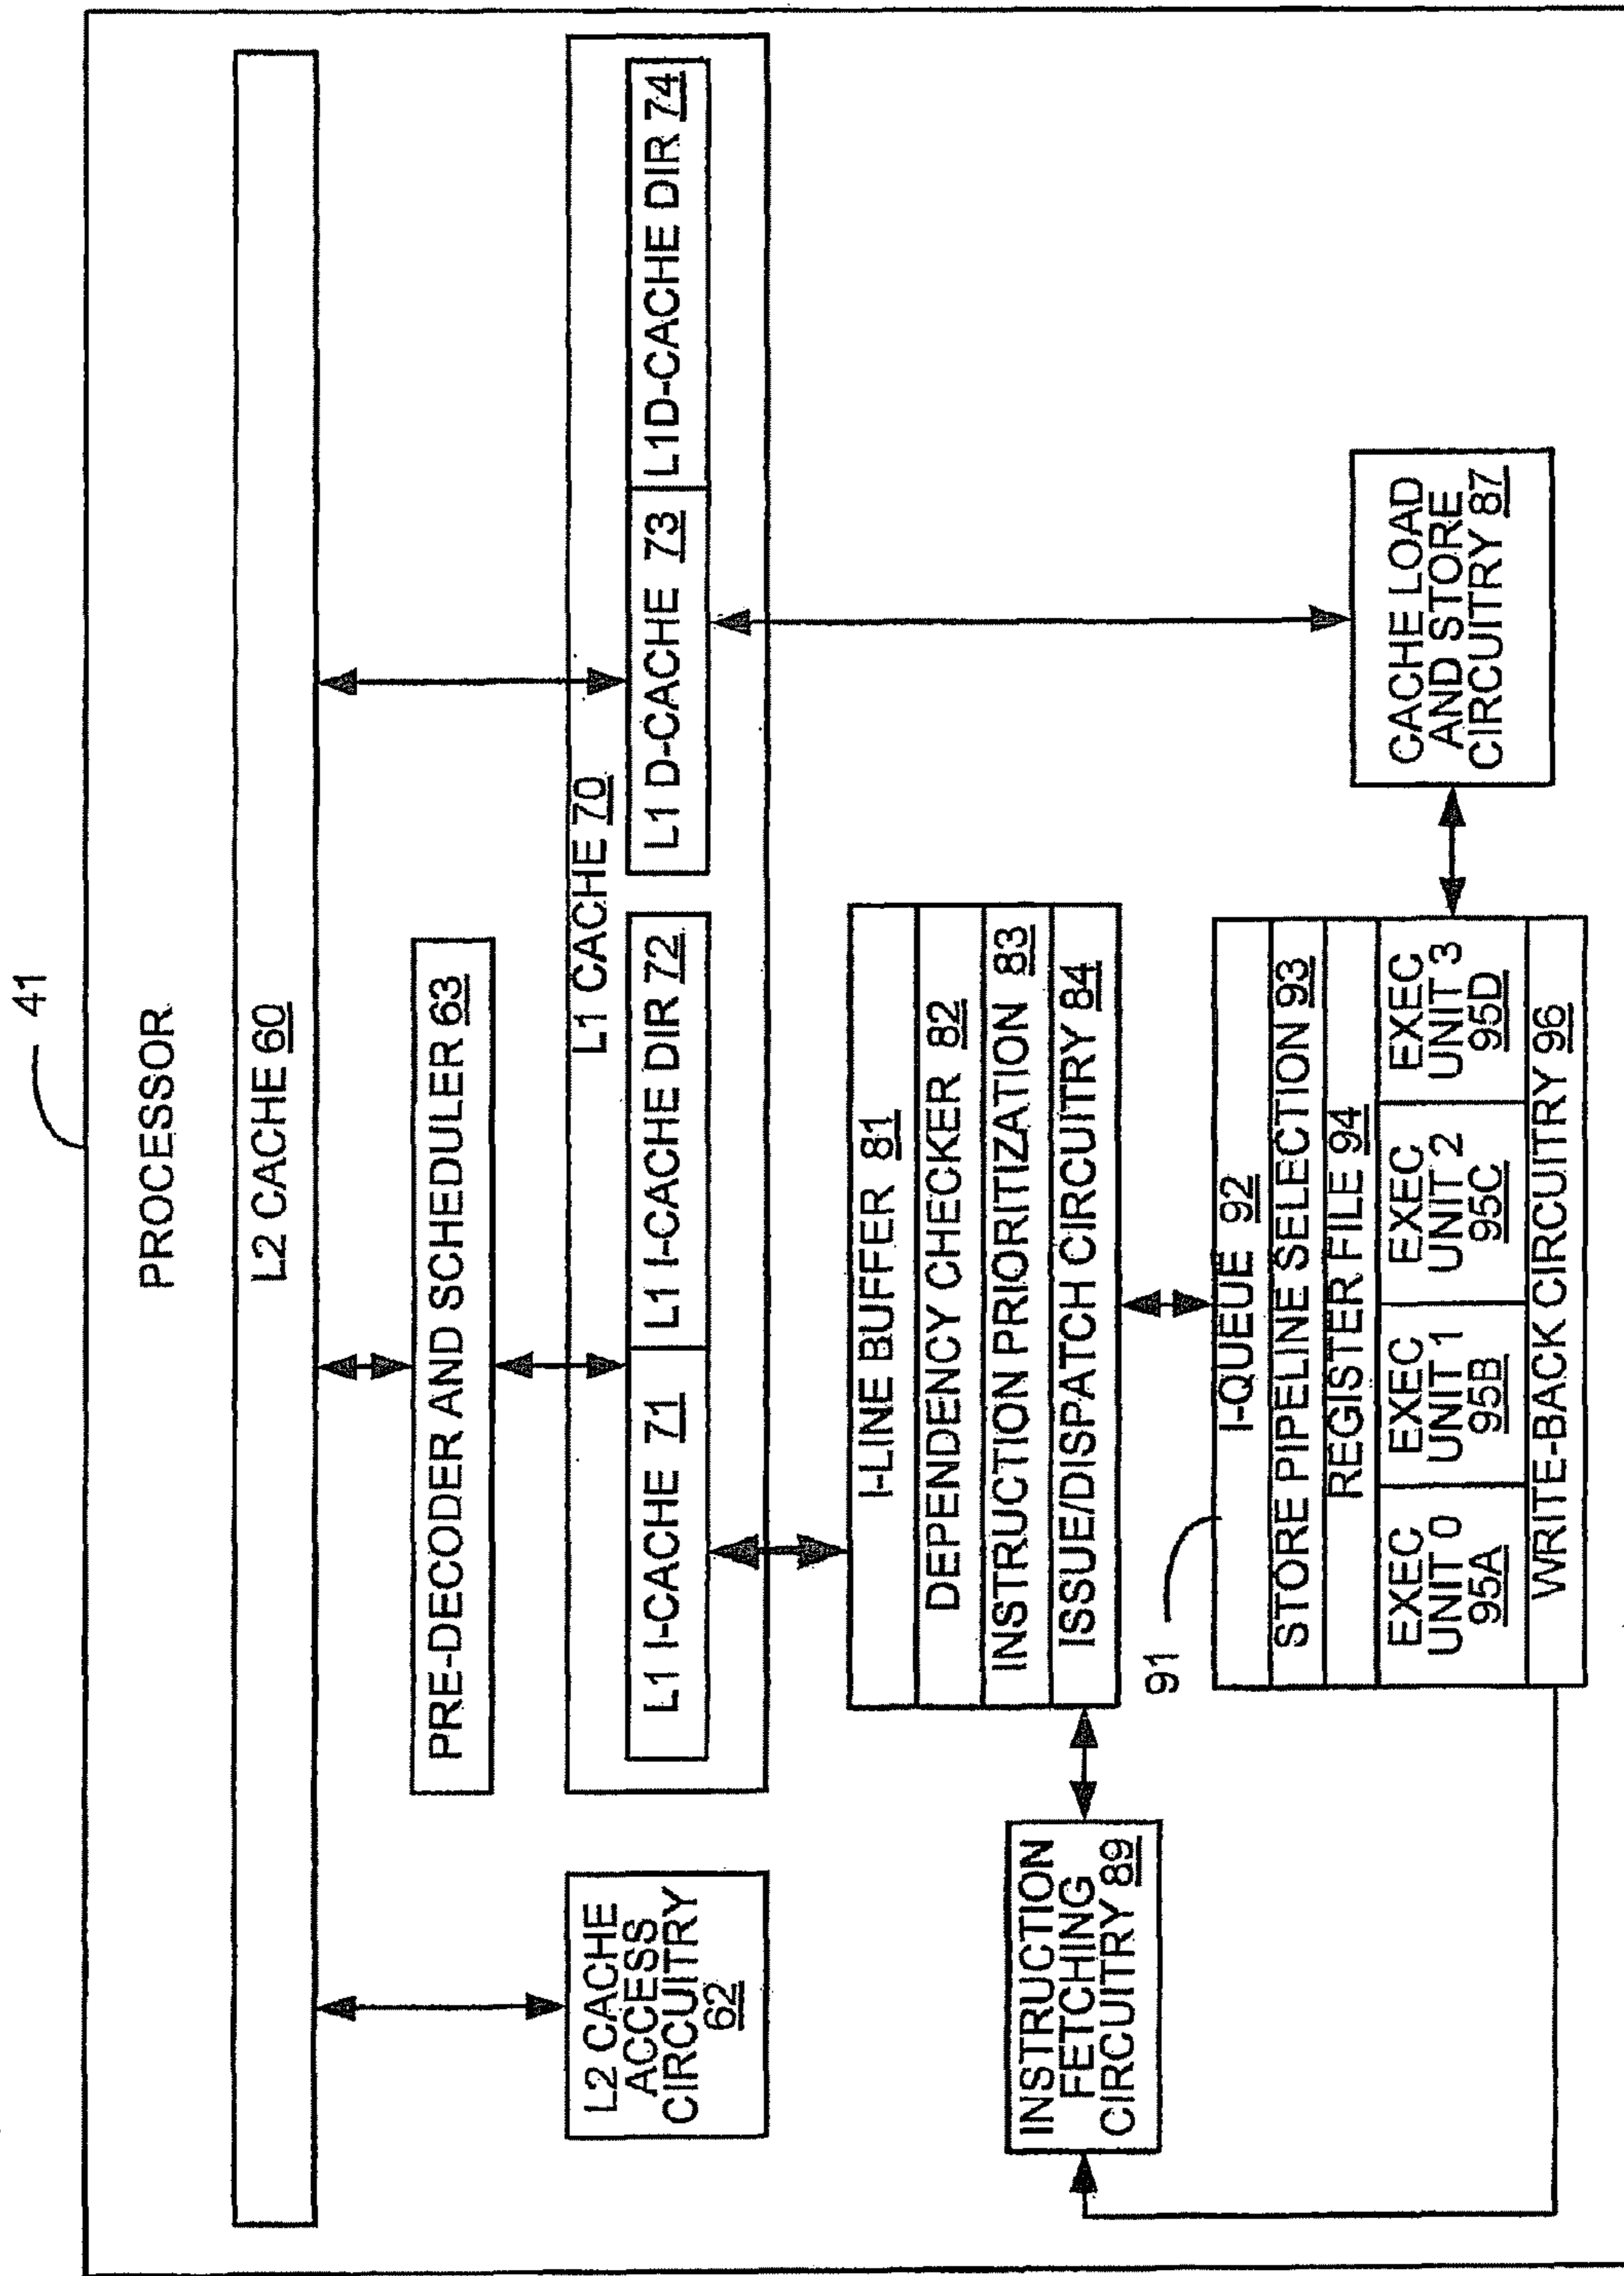 41
PROCESSOR
L2 CACHE 60
PRE-DECODER AND SCHEDULER 63
L2 CACHE
ACCESS
CIRCUITRY
62
L1 CACHE 70
L1 I-CACHE 71
L1 I-CACHE DIR 72
L1 D-CACHE 73
L1D-CACHE DIR 74
I-LINE BUFFER 81
DEPENDENCY CHECKER 82
INSTRUCTION PRIORITIZATION 83
ISSUE/DISPATCH CIRCUITRY 84
INSTRUCTION
FETCHING
CIRCUITRY 89
91
I-QUEUE 92
STORE PIPELINE SELECTION 93
REGISTER FILE 94
EXEC
UNIT 0
95A
EXEC
UNIT 1
95B
EXEC
UNIT 2
95C
EXEC
UNIT 3
95D
WRITE-BACK CIRCUITRY 96
CACHE LOAD
AND STORE
CIRCUITRY 87